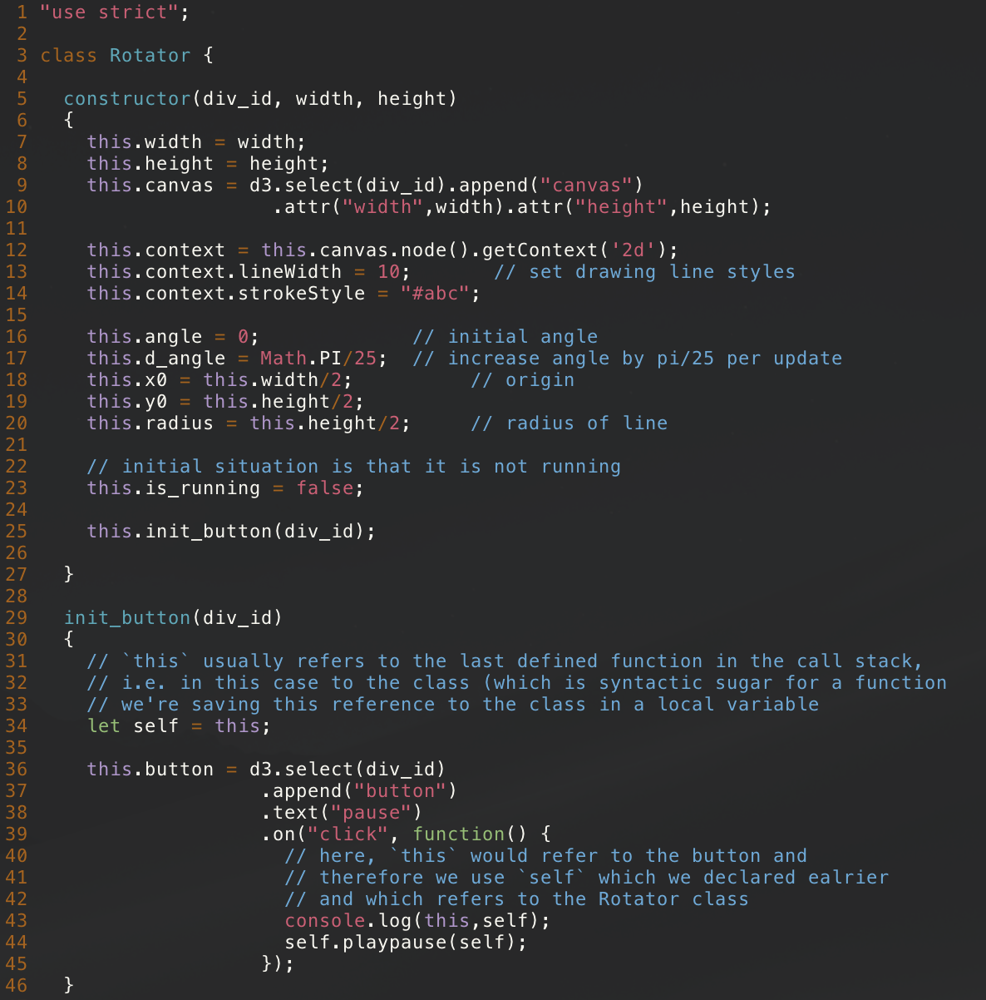 1 "use strict";
2
3 class Rotator {
4
5   constructor(div_id, width, height)
6   {
7     this.width = width;
8     this.height = height;
9     this.canvas = d3.select(div_id).append("canvas")
10                     .attr("width",width).attr("height",height);
11
12     this.context = this.canvas.node().getContext('2d');
13     this.context.lineWidth = 10;       // set drawing line styles
14     this.context.strokeStyle = "#abc";
15
16     this.angle = 0;             // initial angle
17     this.d_angle = Math.PI/25;  // increase angle by pi/25 per update
18     this.x0 = this.width/2;          // origin
19     this.y0 = this.height/2;
20     this.radius = this.height/2;     // radius of line
21
22     // initial situation is that it is not running
23     this.is_running = false;
24
25     this.init_button(div_id);
26
27   }
28
29   init_button(div_id)
30   {
31     // `this` usually refers to the last defined function in the call stack,
32     // i.e. in this case to the class (which is syntactic sugar for a function
33     // we're saving this reference to the class in a local variable
34     let self = this;
35
36     this.button = d3.select(div_id)
37                    .append("button")
38                    .text("pause")
39                    .on("click", function() {
40                      // here, `this` would refer to the button and
41                      // therefore we use `self` which we declared ealrier
42                      // and which refers to the Rotator class
43                      console.log(this,self);
44                      self.playpause(self);
45                    });
46   }